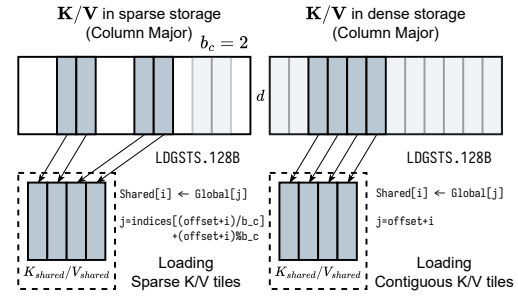 K/V in sparse storage
(Column Major)
b_c = 2
d
LDGSTS.128B
Shared[i] ← Global[j]
j=indices[(offset+i)/b_c]
+(offset+i)%b_c
K_shared/V_shared
Loading
Sparse K/V tiles
K/V in dense storage
(Column Major)
LDGSTS.128B
Shared[i] ← Global[j]
j=offset+i
K_shared/V_shared
Loading
Contiguous K/V tiles